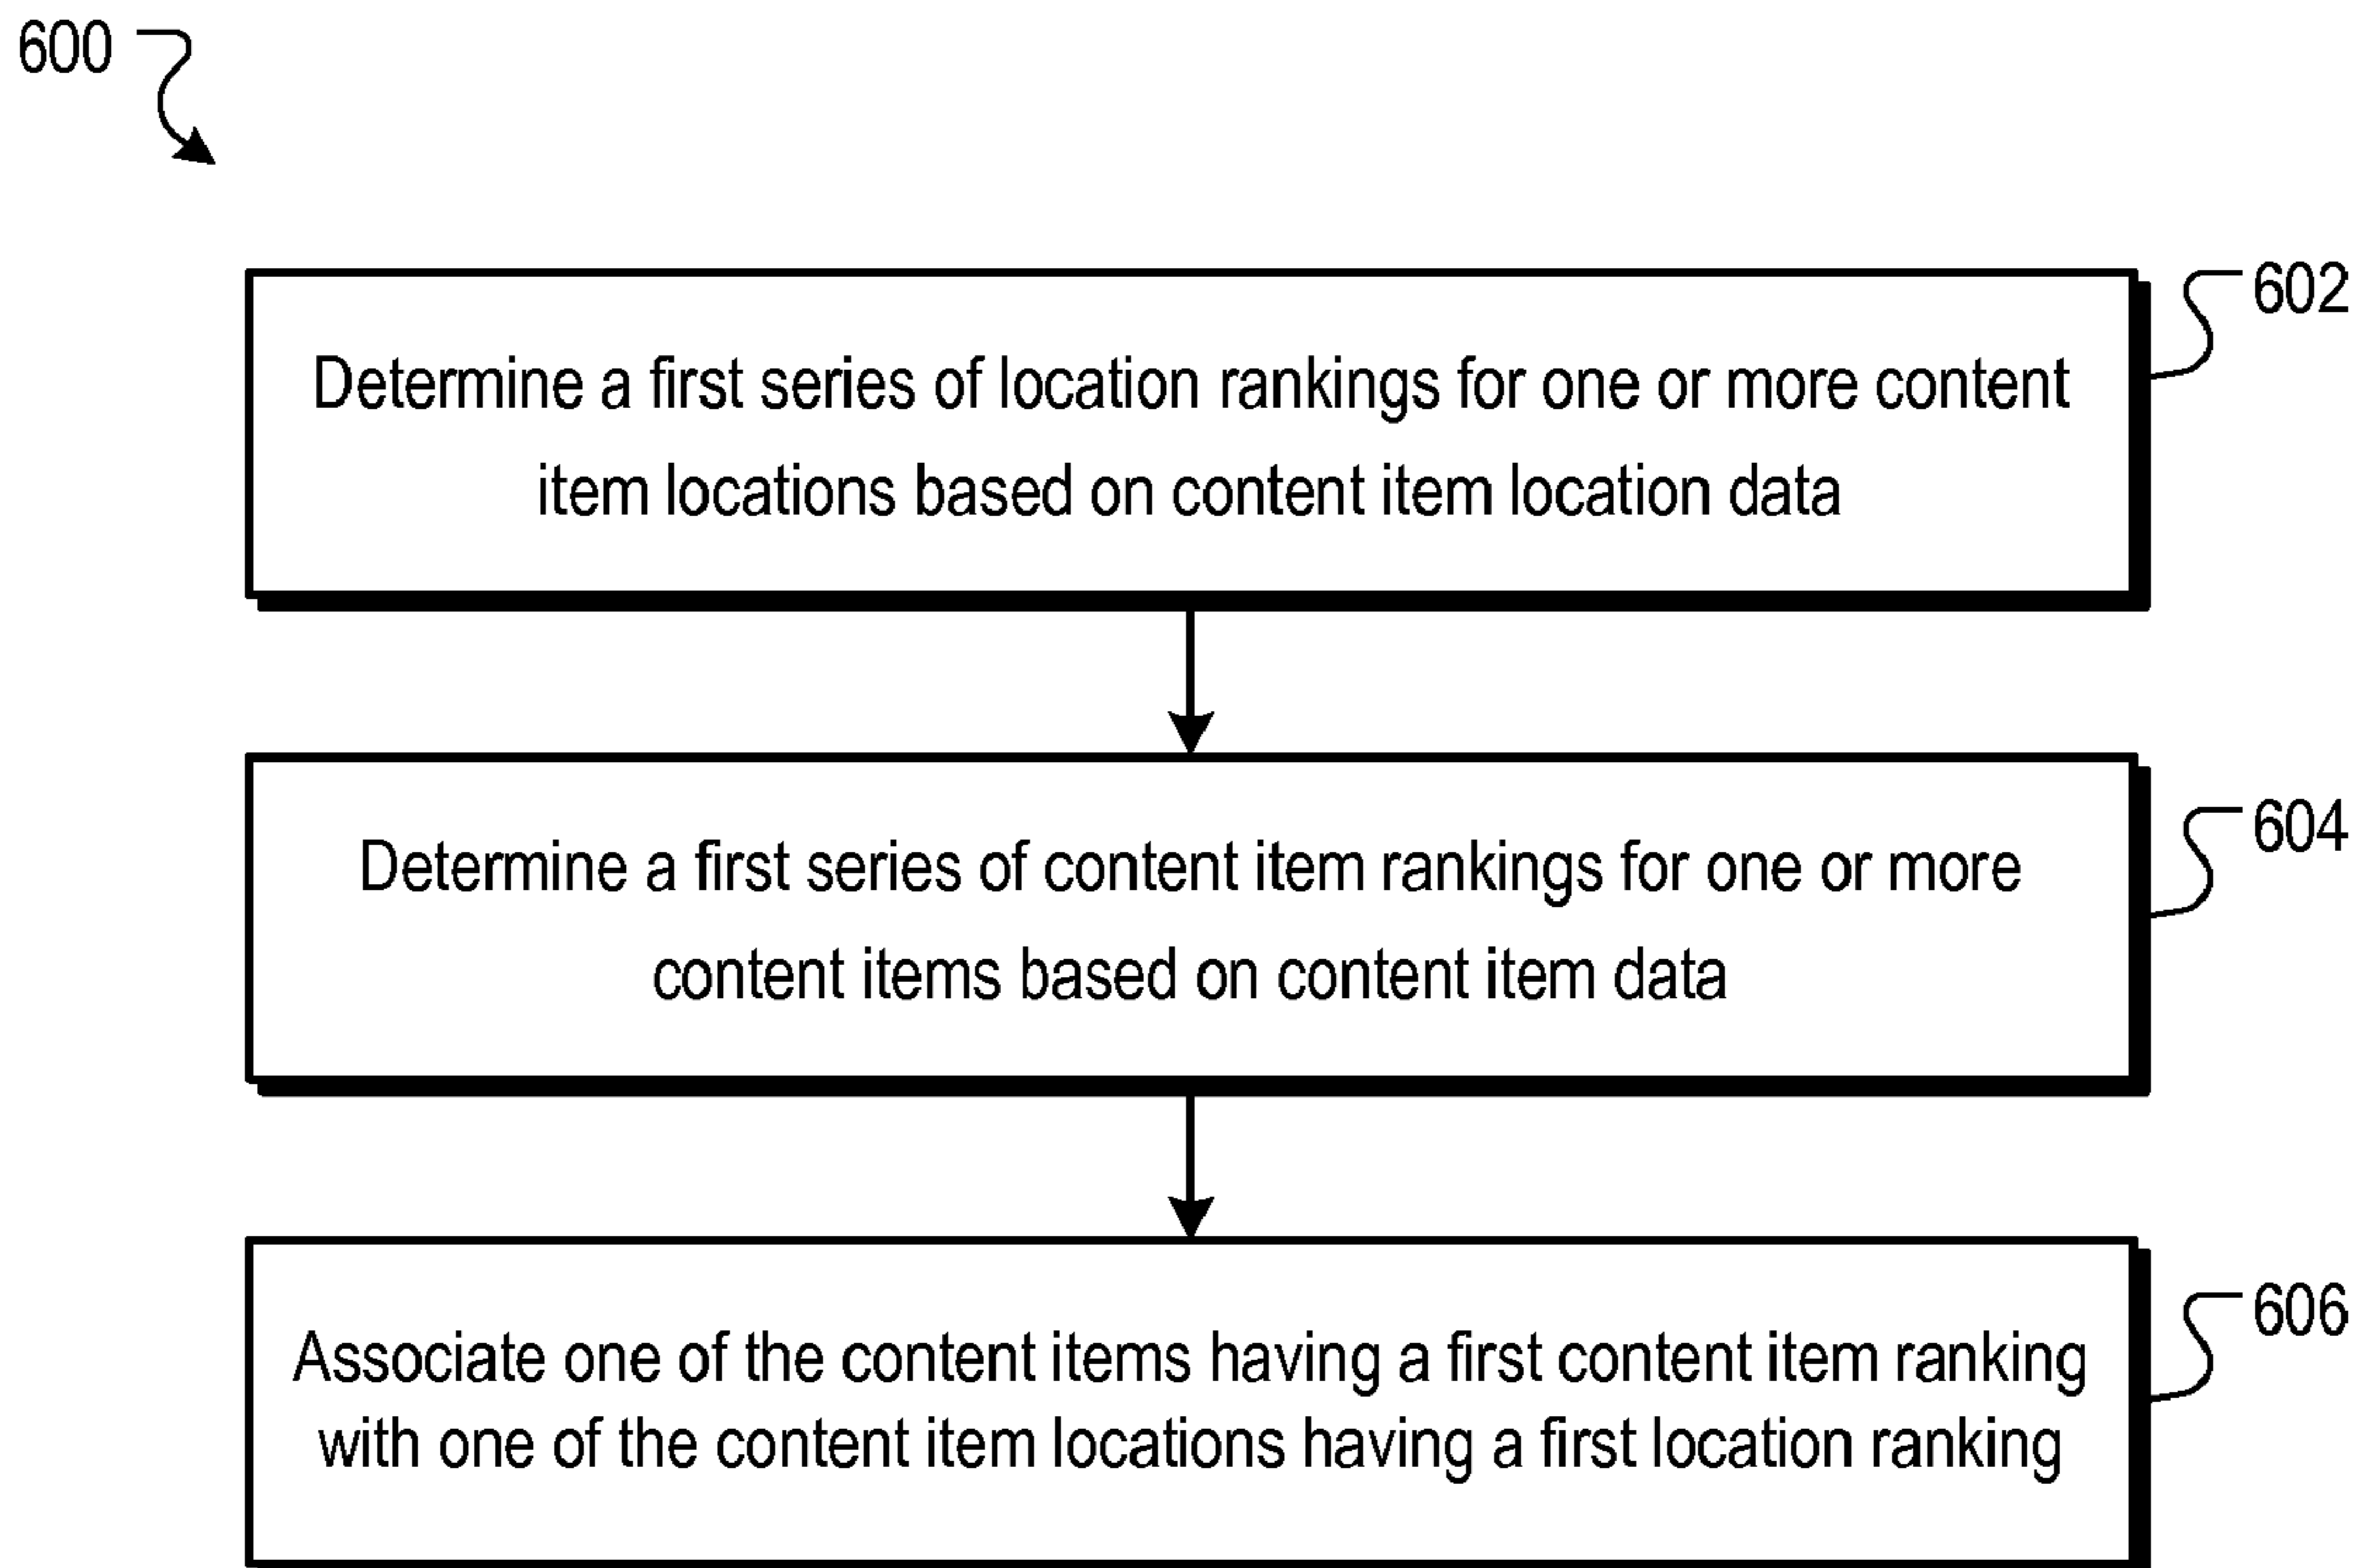 600
602
Determine a first series of location rankings for one or more content
item locations based on content item location data
604
Determine a first series of content item rankings for one or more
content items based on content item data
606
Associate one of the content items having a first content item ranking
with one of the content item locations having a first location ranking